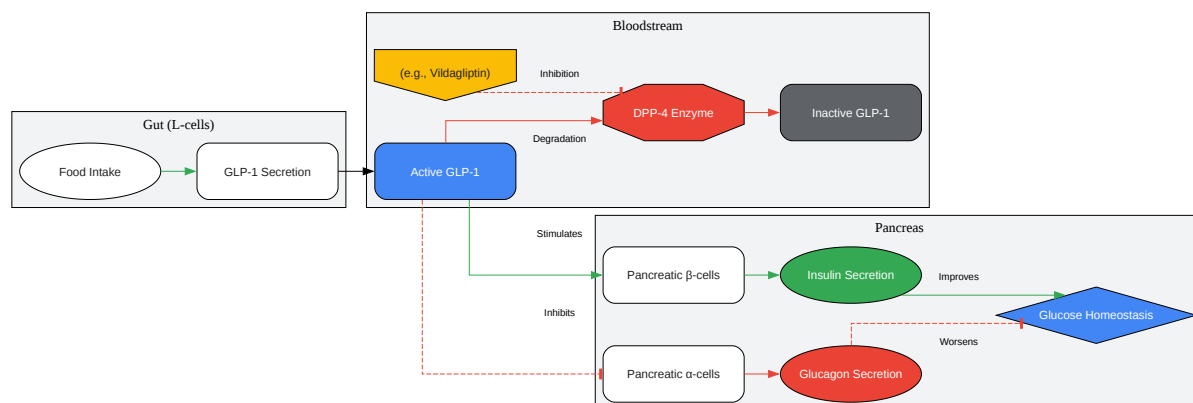 Bloodstream
(e.g., Vildagliptin)
Inhibition
DPP-4 Enzyme
Inactive GLP-1
Degradation
Gut (L-cells)
Food Intake
GLP-1 Secretion
Active GLP-1
Pancreas
Stimulates
Pancreatic β-cells
Insulin Secretion
Improves
Glucose Homeostasis
Inhibits
Worsens
Pancreatic α-cells
Glucagon Secretion